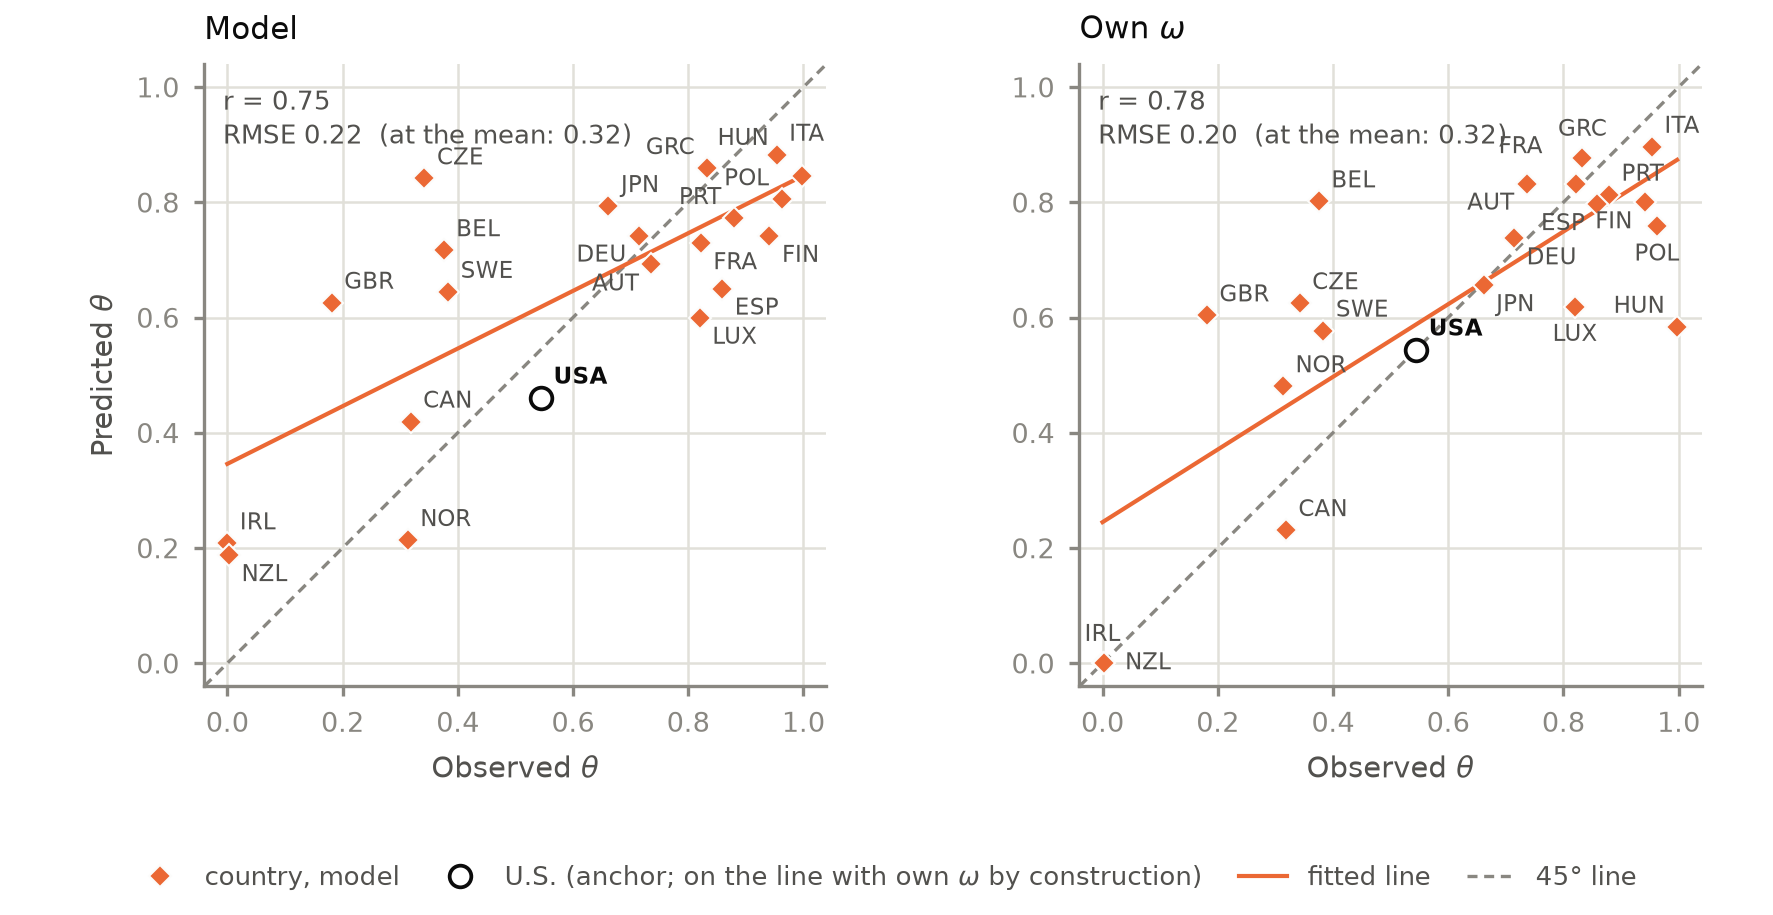 Model
r = 0.75
RMSE 0.22 (at the mean: 0.32)
CZE
GRC
HUN
ITA
JPN
PRT
POL
BEL
SWE
GBR
DEU
AUT
FRA
FIN
ESP
LUX
USA
CAN
NOR
IRL
NZL
Predicted θ
1.0
0.8
0.6
0.4
0.2
0.0
0.0 0.2 0.4 0.6 0.8 1.0
Observed θ
Own ω
r = 0.78
RMSE 0.20 (at the mean: 0.32)
FRA
GRC
ITA
BEL
PRT
AUT
ESP
FIN
DEU
POL
GBR
CZE
SWE
JPN
HUN
LUX
USA
NOR
CAN
IRL
NZL
1.0
0.8
0.6
0.4
0.2
0.0
0.0 0.2 0.4 0.6 0.8 1.0
Observed θ
country, model
U.S. (anchor; on the line with own ω by construction)
fitted line
45° line